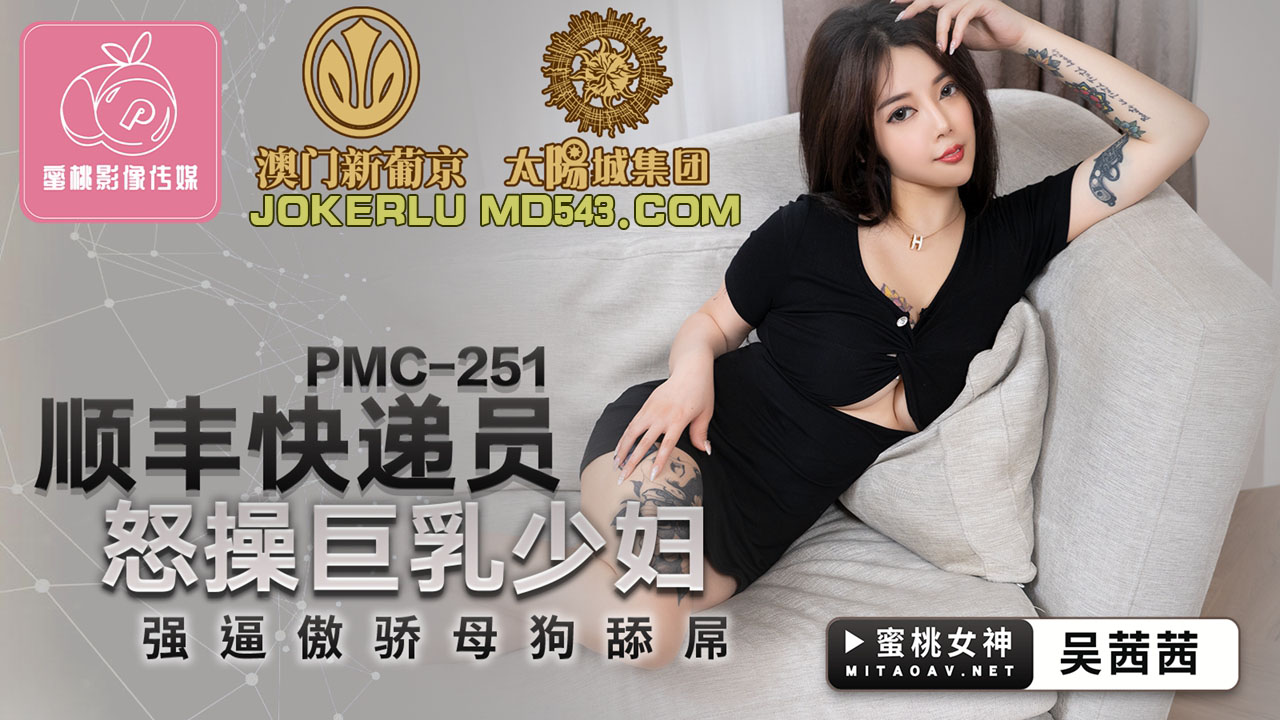 蜜桃影像传媒
澳门新葡京
太陽城集团
JOKERLU MD543.COM
PMC-251
顺丰快递员
怒操巨乳少妇
强逼傲骄母狗舔屌
蜜桃女神
MITAOAV.NET
吴茜茜
H